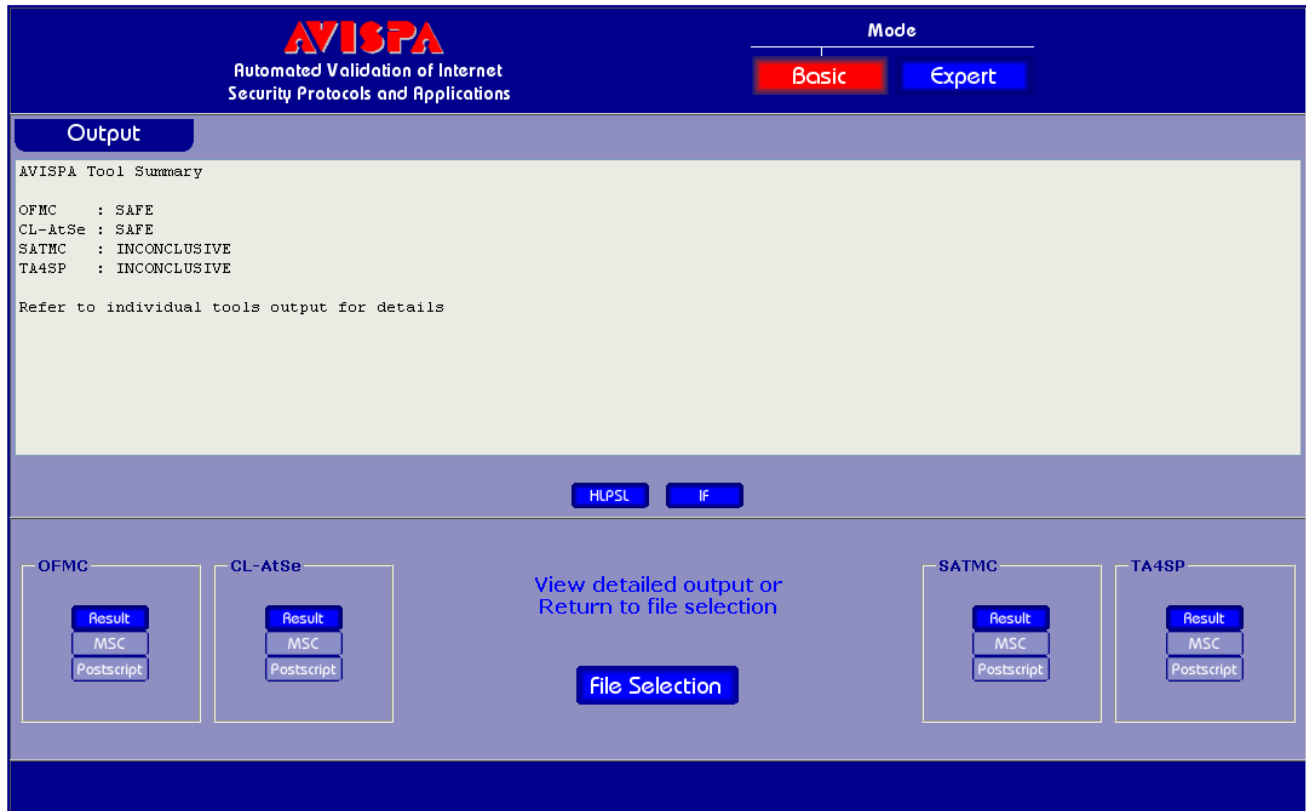 AVISPA
Automated Validation of Internet
Security Protocols and Applications
Mode
Basic
Expert
Output
AVISPA Tool Summary
OFMC : SAFE
CL-AtSe : SAFE
SATMC : INCONCLUSIVE
TA4SP : INCONCLUSIVE
Refer to individual tools output for details
HLPSL
IF
OFMC
Result
MSC
Postscript
CL-AtSe
Result
MSC
Postscript
View detailed output or
Return to file selection
File Selection
SATMC
Result
MSC
Postscript
TA4SP
Result
MSC
Postscript